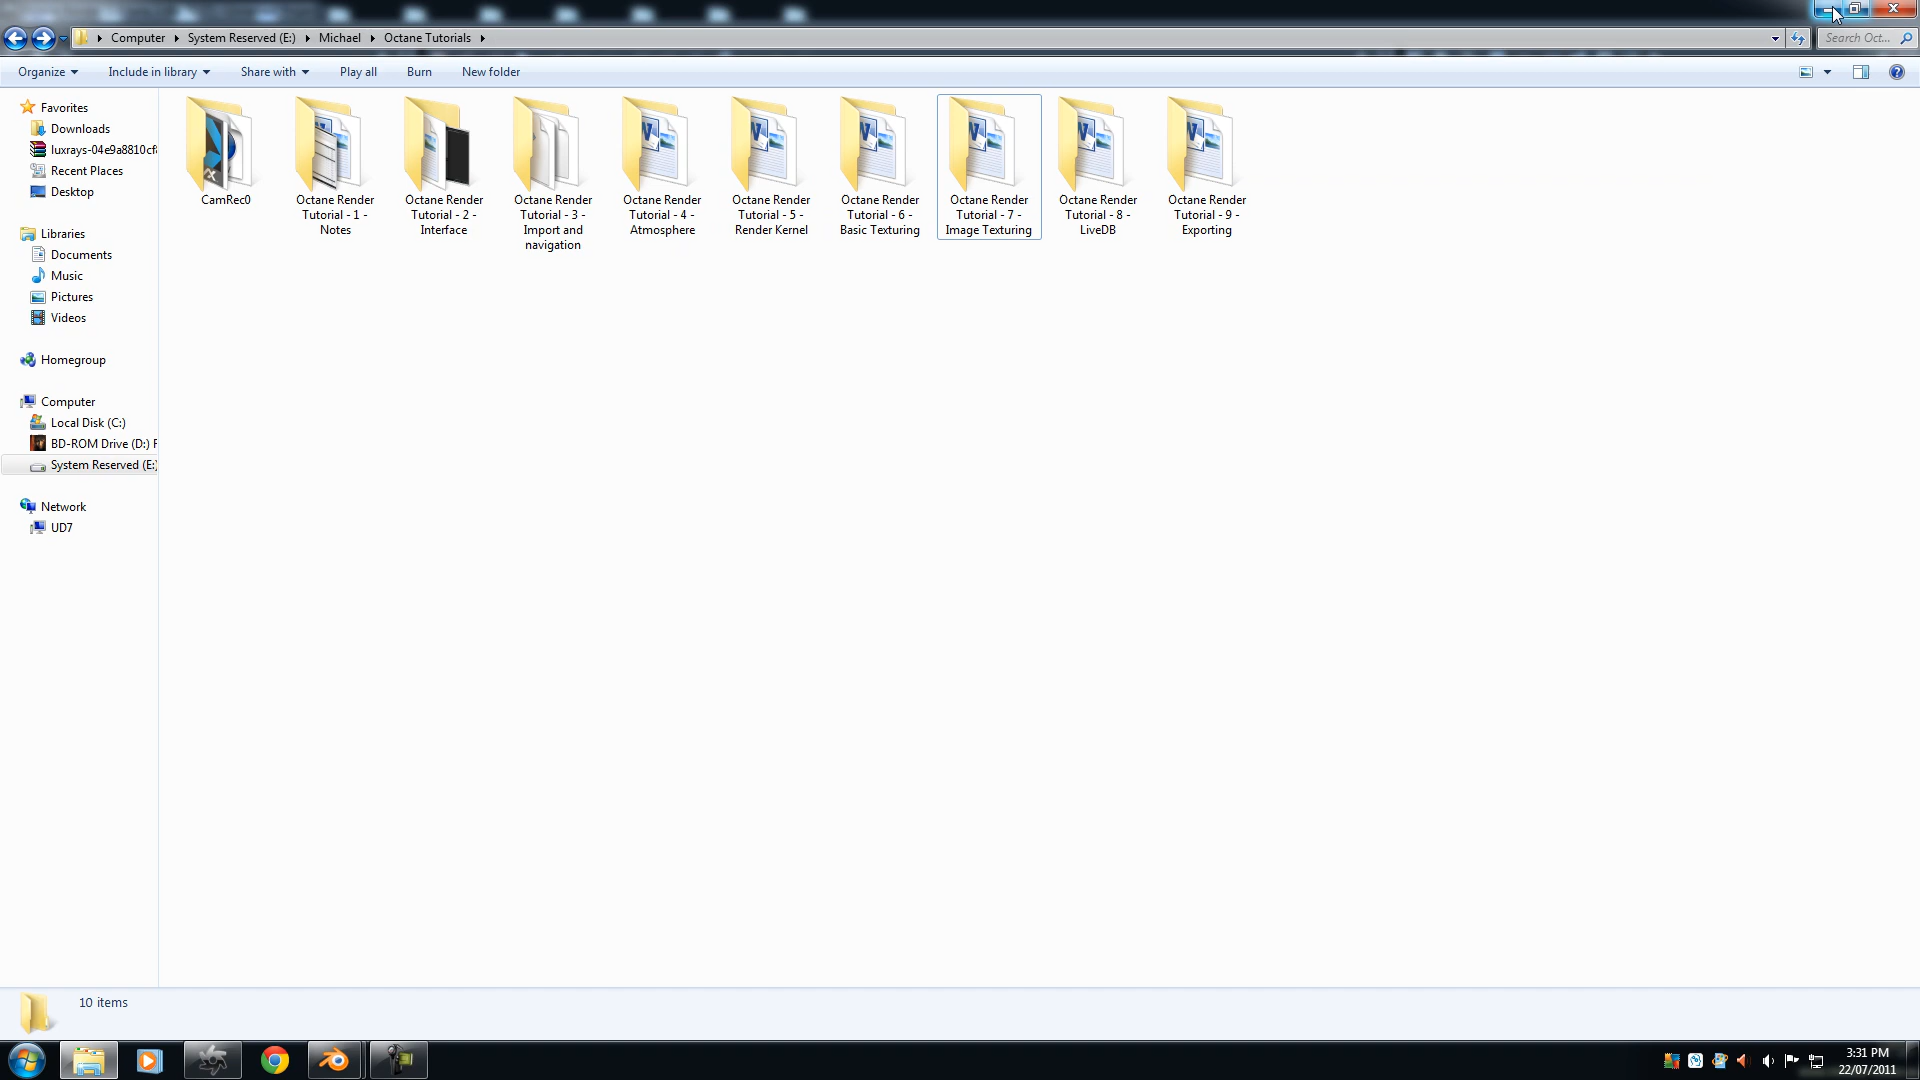 Computer System Reserved (E:) Michael Octane Tutorials
Search Oct...
Organize Include in library Share with Play all Burn New folder
Favorites
Downloads
luxrays-04e9a8810cf
Recent Places
Desktop
Libraries
Documents
Music
Pictures
Videos
Homegroup
Computer
Local Disk (C:)
BD-ROM Drive (D:) F
System Reserved (E:)
Network
UD7
CamRec0
Octane Render
Tutorial - 1 -
Notes
Octane Render
Tutorial - 2 -
Interface
Octane Render
Tutorial - 3 -
Import and
navigation
Octane Render
Tutorial - 4 -
Atmosphere
Octane Render
Tutorial - 5 -
Render Kernel
Octane Render
Tutorial - 6 -
Basic Texturing
Octane Render
Tutorial - 7 -
Image Texturing
Octane Render
Tutorial - 8 -
LiveDB
Octane Render
Tutorial - 9 -
Exporting
10 items
3:31 PM
22/07/2011